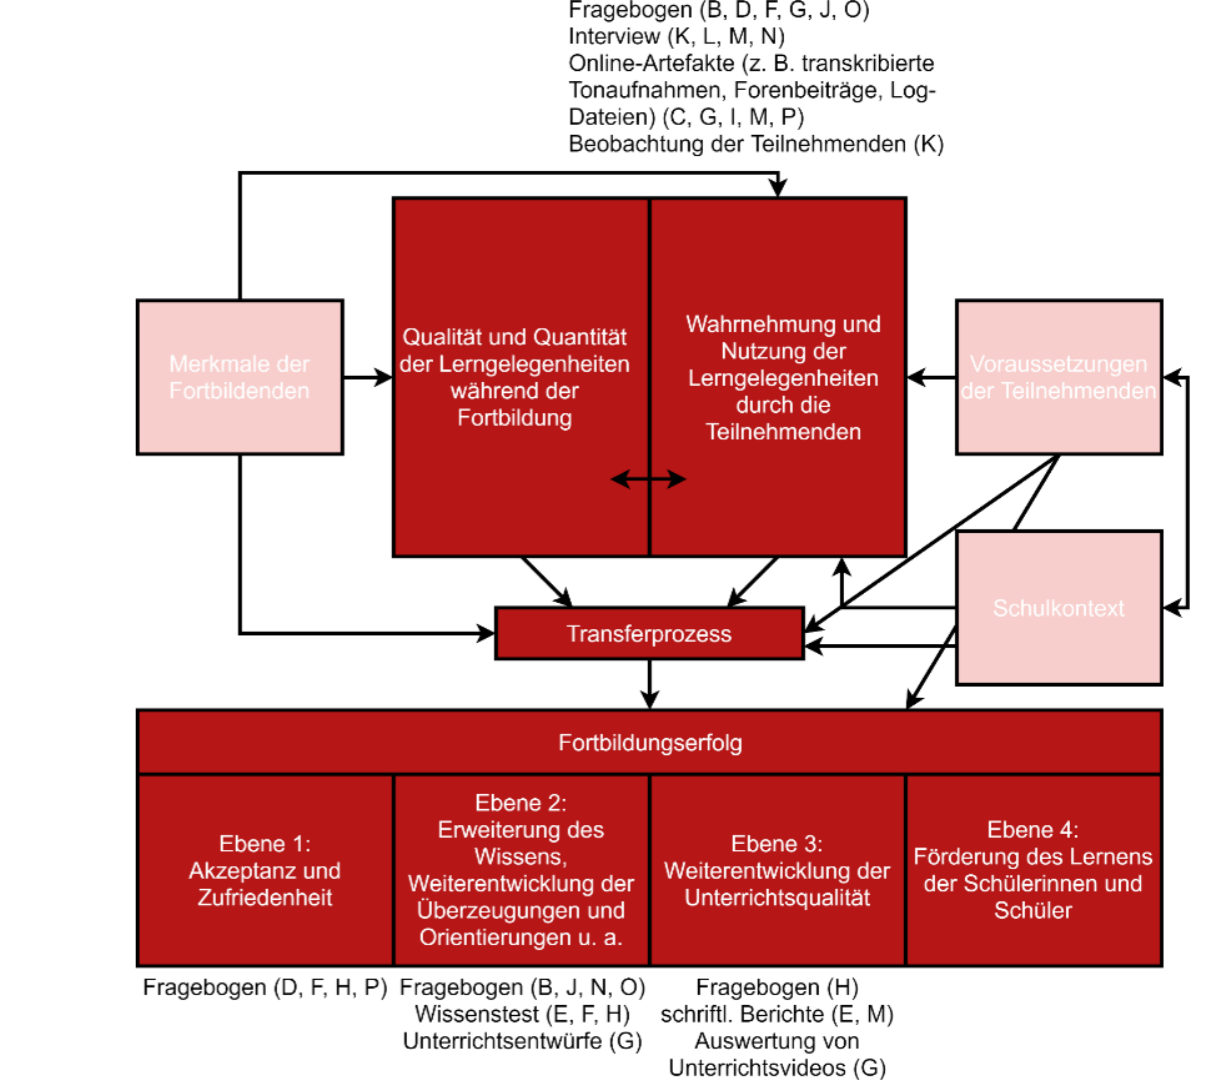 Fragebogen (B, D, F, G, J, O)
Interview (K, L, M, N)
Online-Artefakte (z. B. transkribierte
Tonaufnahmen, Forenbeiträge, Log-
Dateien) (C, G, I, M, P)
Beobachtung der Teilnehmenden (K)
Merkmale der
Fortbildenden
Qualität und Quantität
der Lerngelegenheiten
während der
Fortbildung
Wahrnehmung und
Nutzung der
Lerngelegenheiten
durch die
Teilnehmenden
Voraussetzungen
der Teilnehmenden
Schulkontext
Transferprozess
Fortbildungserfolg
Ebene 1:
Akzeptanz und
Zufriedenheit
Ebene 2:
Erweiterung des
Wissens,
Weiterentwicklung der
Überzeugungen und
Orientierungen u. a.
Ebene 3:
Weiterentwicklung der
Unterrichtsqualität
Ebene 4:
Förderung des Lernens
der Schülerinnen und
Schüler
Fragebogen (D, F, H, P)
Fragebogen (B, J, N, O)
Wissenstest (E, F, H)
Unterrichtsentwürfe (G)
Fragebogen (H)
schriftl. Berichte (E, M)
Auswertung von
Unterrichtsvideos (G)